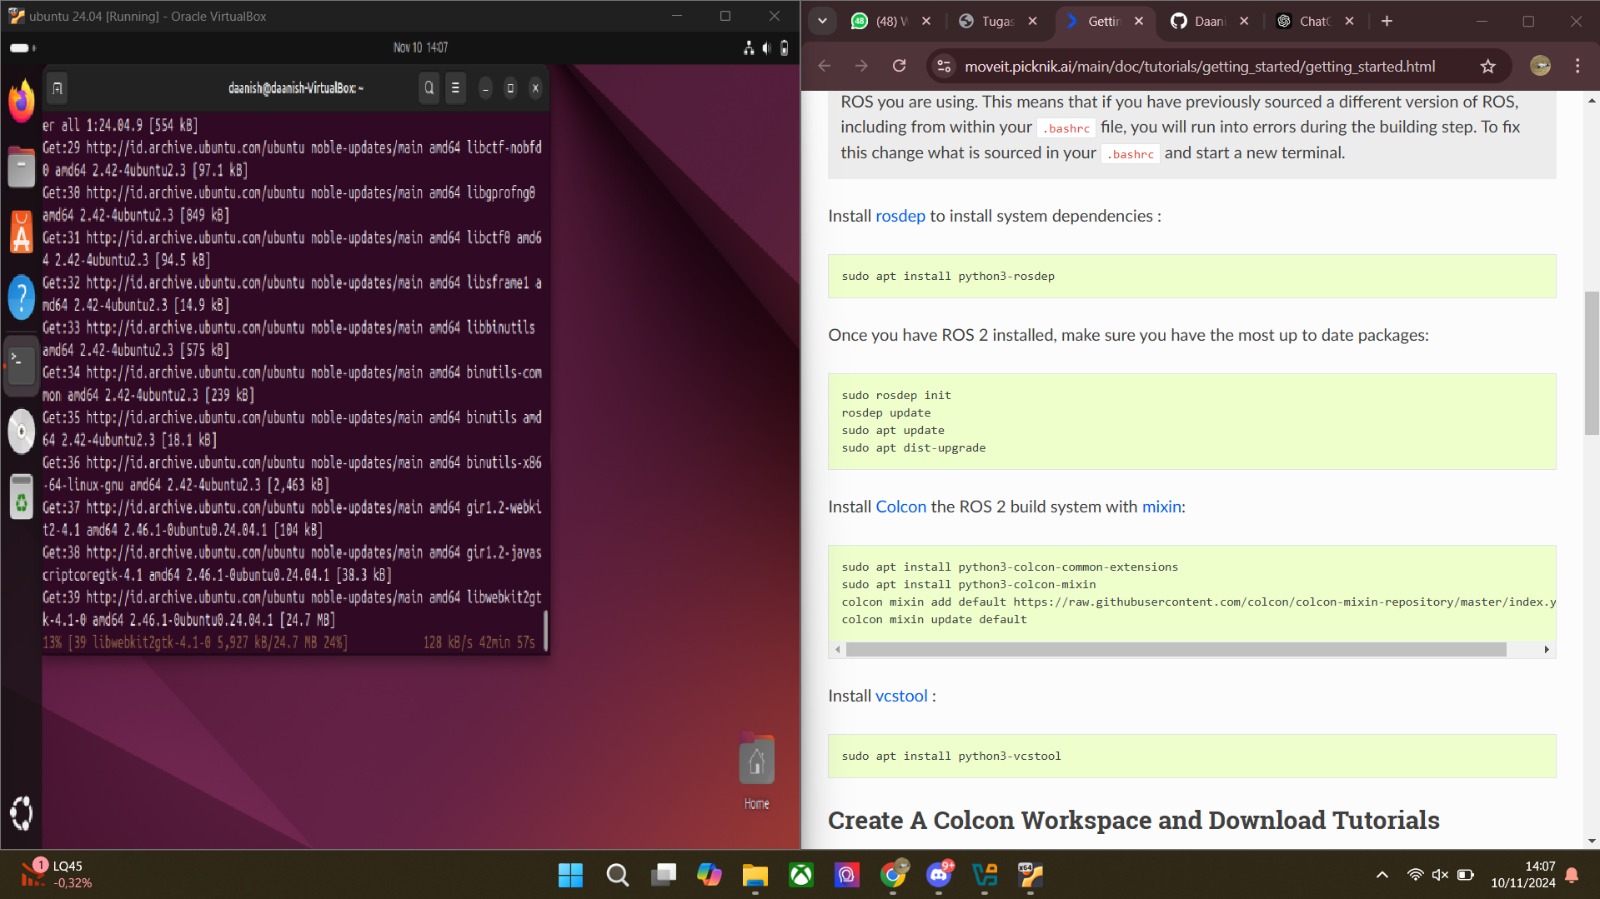 ubuntu 24.04 [Running] - Oracle VirtualBox
Nov 10 14:07
daanish@daanish-VirtualBox: ~
er all 1:24.04.9 [554 kB]
Get:29 http://id.archive.ubuntu.com/ubuntu noble-updates/main amd64 libctf-nobfd
0 amd64 2.42-4ubuntu2.3 [97.1 kB]
Get:30 http://id.archive.ubuntu.com/ubuntu noble-updates/main amd64 libgprofng0
amd64 2.42-4ubuntu2.3 [849 kB]
Get:31 http://id.archive.ubuntu.com/ubuntu noble-updates/main amd64 libctf0 amd6
4 2.42-4ubuntu2.3 [94.5 kB]
Get:32 http://id.archive.ubuntu.com/ubuntu noble-updates/main amd64 libsframe1 a
md64 2.42-4ubuntu2.3 [14.9 kB]
Get:33 http://id.archive.ubuntu.com/ubuntu noble-updates/main amd64 libbinutils
amd64 2.42-4ubuntu2.3 [575 kB]
Get:34 http://id.archive.ubuntu.com/ubuntu noble-updates/main amd64 binutils-com
mon amd64 2.42-4ubuntu2.3 [239 kB]
Get:35 http://id.archive.ubuntu.com/ubuntu noble-updates/main amd64 binutils amd
64 2.42-4ubuntu2.3 [18.1 kB]
Get:36 http://id.archive.ubuntu.com/ubuntu noble-updates/main amd64 binutils-x86
-64-linux-gnu amd64 2.42-4ubuntu2.3 [2,463 kB]
Get:37 http://id.archive.ubuntu.com/ubuntu noble-updates/main amd64 gir1.2-webki
t2-4.1 amd64 2.46.1-0ubuntu0.24.04.1 [104 kB]
Get:38 http://id.archive.ubuntu.com/ubuntu noble-updates/main amd64 gir1.2-javas
criptcoregtk-4.1 amd64 2.46.1-0ubuntu0.24.04.1 [38.3 kB]
Get:39 http://id.archive.ubuntu.com/ubuntu noble-updates/main amd64 libwebkit2gt
k-4.1-0 amd64 2.46.1-0ubuntu0.24.04.1 [24.7 MB]
13% [39 libwebkit2gtk-4.1-0 5,927 kB/24.7 MB 24%] 128 kB/s 42min 57s
Home
(48) W
Tugas
Gettin
Daani
ChatG
moveit.picknik.ai/main/doc/tutorials/getting_started/getting_started.html
ROS you are using. This means that if you have previously sourced a different version of ROS,
including from within your .bashrc file, you will run into errors during the building step. To fix
this change what is sourced in your .bashrc and start a new terminal.
Install rosdep to install system dependencies :
sudo apt install python3-rosdep
Once you have ROS 2 installed, make sure you have the most up to date packages:
sudo rosdep init
rosdep update
sudo apt update
sudo apt dist-upgrade
Install Colcon the ROS 2 build system with mixin:
sudo apt install python3-colcon-common-extensions
sudo apt install python3-colcon-mixin
colcon mixin add default https://raw.githubusercontent.com/colcon/colcon-mixin-repository/master/index.y
colcon mixin update default
Install vcstool :
sudo apt install python3-vcstool
Create A Colcon Workspace and Download Tutorials
1
LQ45
-0,32%
9+
14:07
10/11/2024